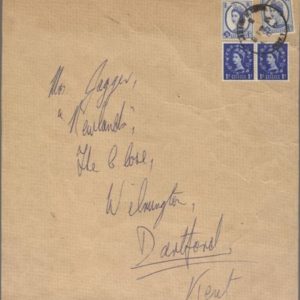 Mrs Jagger,
"Newlands",
The Close,
Wilmington,
Dartford,
Kent